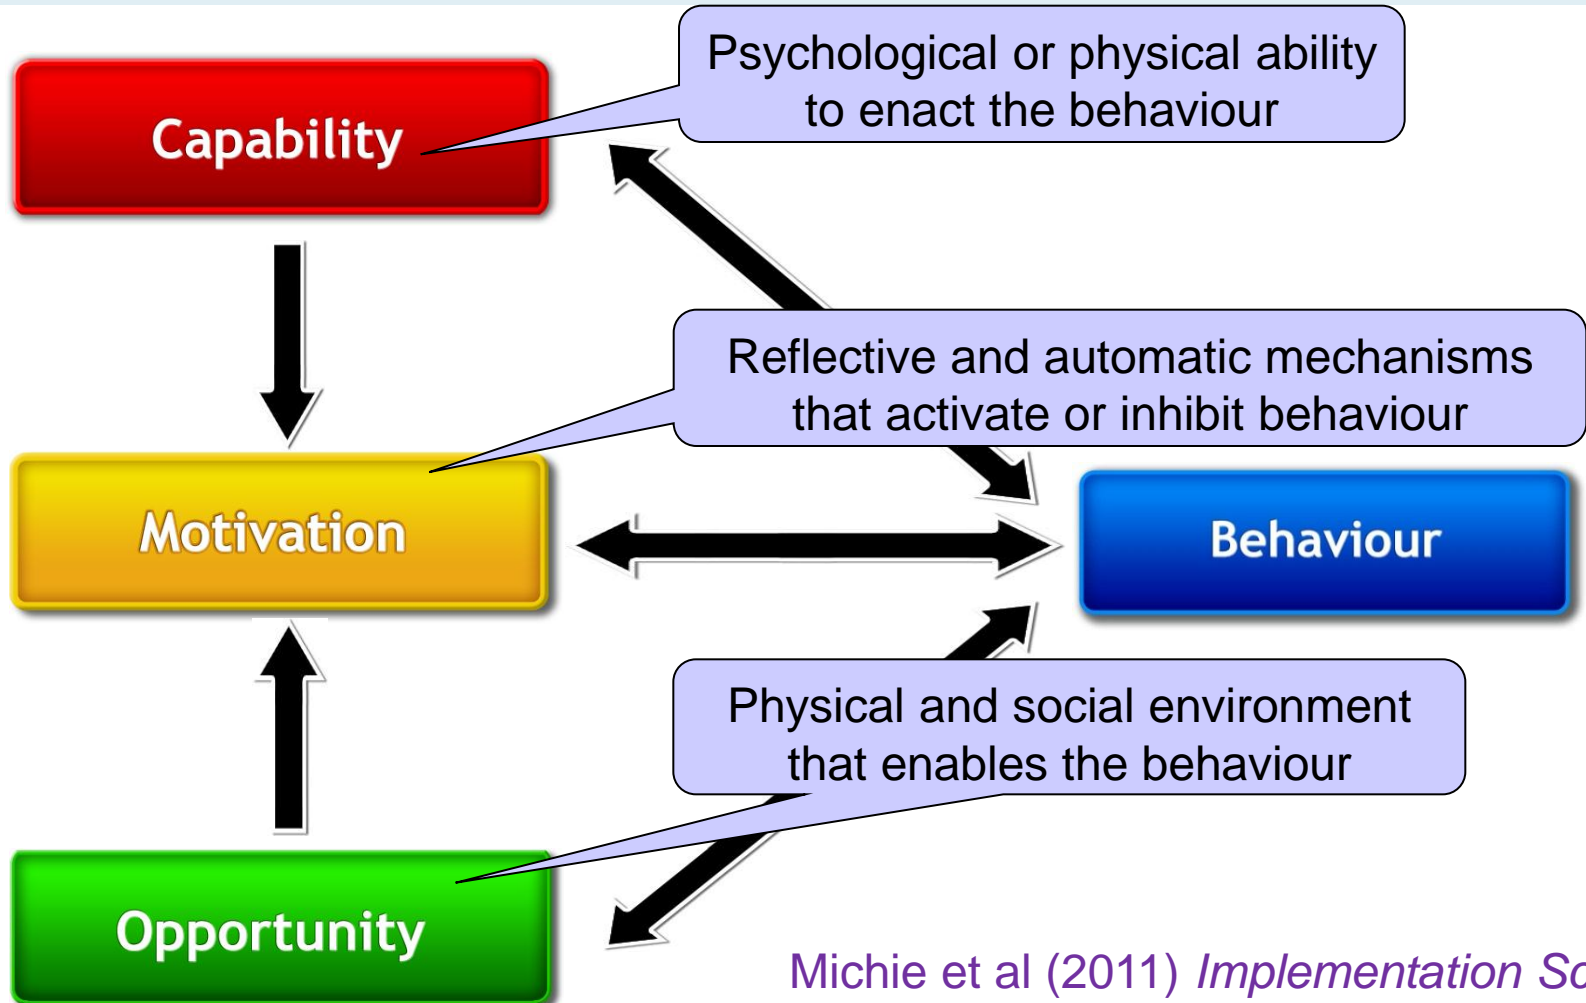 Psychological or physical ability
to enact the behaviour
Capability
Reflective and automatic mechanisms
that activate or inhibit behaviour
Motivation
Behaviour
Physical and social environment
that enables the behaviour
Opportunity
Michie et al (2011) Implementation